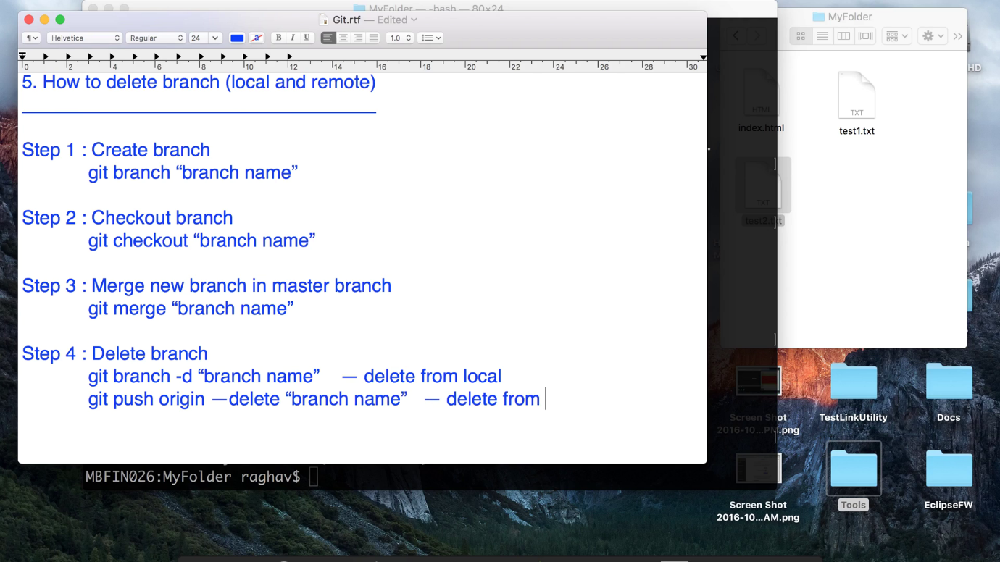 MyFolder — -bash — 80×24
Git.rtf — Edited
MyFolder
¶ Helvetica Regular 24 a B I U 1.0
0 2 4 6 8 10 12 14 16 18 20 22 24 26 28 30
5. How to delete branch (local and remote)
Step 1 : Create branch
git branch “branch name”
Step 2 : Checkout branch
git checkout “branch name”
Step 3 : Merge new branch in master branch
git merge “branch name”
Step 4 : Delete branch
git branch -d “branch name” — delete from local
git push origin —delete “branch name” — delete from
MBFIN026:MyFolder raghav$
HTML
index.html
TXT
test1.txt
TXT
test2.txt
HD
Screen Shot
2016-10...PM.png
TestLinkUtility
Docs
Screen Shot
2016-10...AM.png
Tools
EclipseFW